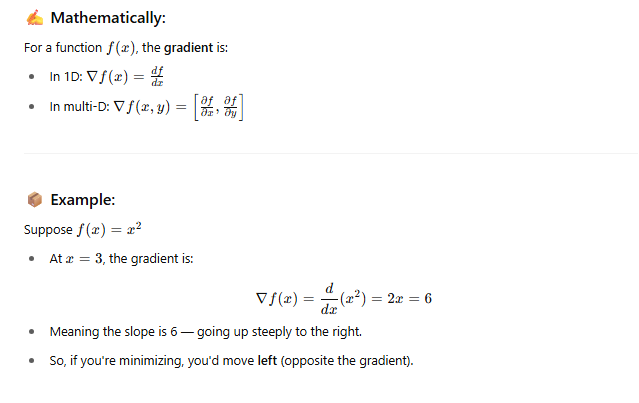 ✍️ Mathematically:
For a function f(x), the gradient is:
• In 1D: ∇f(x) = df/dx
• In multi-D: ∇f(x, y) = [∂f/∂x, ∂f/∂y]
📦 Example:
Suppose f(x) = x²
• At x = 3, the gradient is:
∇f(x) = d/dx (x²) = 2x = 6
• Meaning the slope is 6 — going up steeply to the right.
• So, if you're minimizing, you'd move left (opposite the gradient).